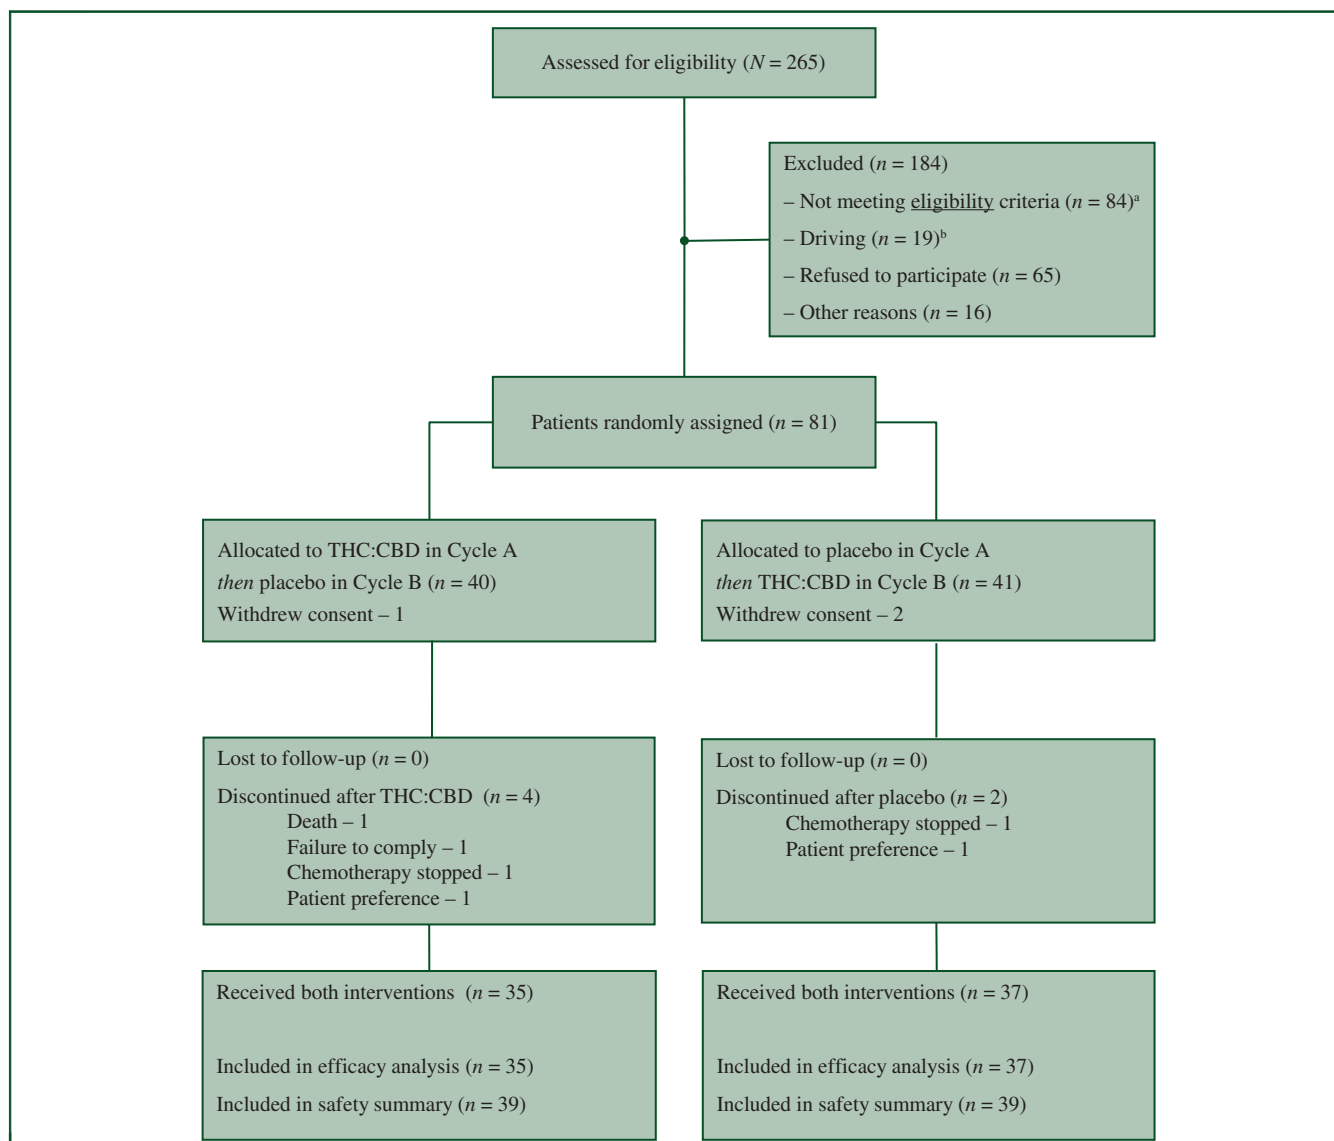 Assessed for eligibility (N = 265)
Excluded (n = 184)
– Not meeting eligibility criteria (n = 84)ᵃ
– Driving (n = 19)ᵇ
– Refused to participate (n = 65)
– Other reasons (n = 16)
Patients randomly assigned (n = 81)
Allocated to THC:CBD in Cycle A
then placebo in Cycle B (n = 40)
Withdrew consent – 1
Allocated to placebo in Cycle A
then THC:CBD in Cycle B (n = 41)
Withdrew consent – 2
Lost to follow-up (n = 0)
Discontinued after THC:CBD (n = 4)
Death – 1
Failure to comply – 1
Chemotherapy stopped – 1
Patient preference – 1
Lost to follow-up (n = 0)
Discontinued after placebo (n = 2)
Chemotherapy stopped – 1
Patient preference – 1
Received both interventions (n = 35)
Included in efficacy analysis (n = 35)
Included in safety summary (n = 39)
Received both interventions (n = 37)
Included in efficacy analysis (n = 37)
Included in safety summary (n = 39)